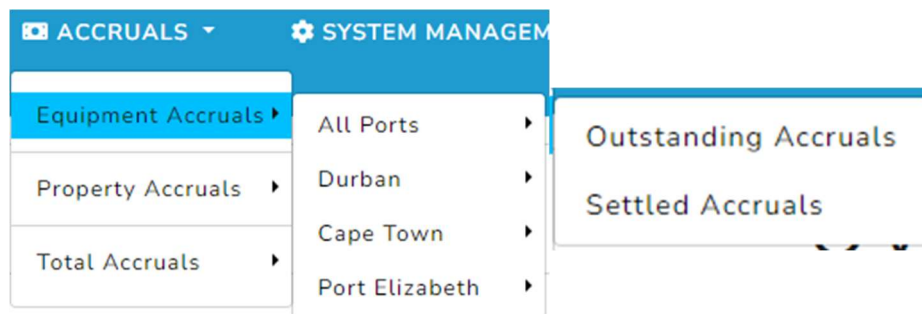 ACCRUALS
SYSTEM MANAGEM
Equipment Accruals
Property Accruals
Total Accruals
All Ports
Durban
Cape Town
Port Elizabeth
Outstanding Accruals
Settled Accruals